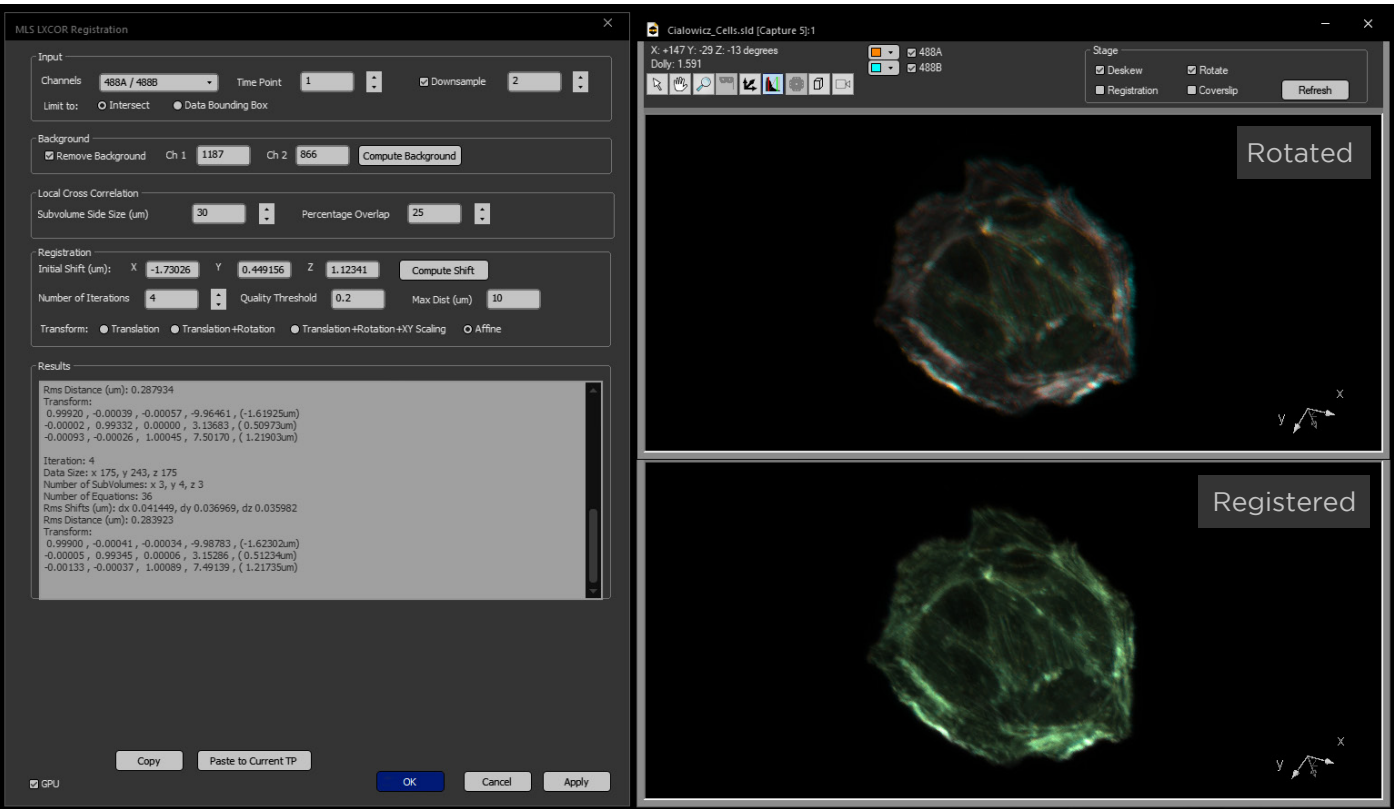 MLS LXCOR Registration
Input
Channels 488A / 488B Time Point 1 Downsample 2
Limit to: Intersect Data Bounding Box
Background
Remove Background Ch 1 1187 Ch 2 866 Compute Background
Local Cross Correlation
Subvolume Side Size (um) 30 Percentage Overlap 25
Registration
Initial Shift (um): X -1.73026 Y 0.449156 Z 1.12341 Compute Shift
Number of Iterations 4 Quality Threshold 0.2 Max Dist (um) 10
Transform: Translation Translation+Rotation Translation+Rotation+XY Scaling Affine
Results
Rms Distance (um): 0.287934
Transform:
0.99920 , -0.00039 , -0.00057 , -9.96461 , (-1.61925um)
-0.00002 , 0.99332 , 0.00000 , 3.13683 , ( 0.50973um)
-0.00093 , -0.00026 , 1.00045 , 7.50170 , ( 1.21903um)
Iteration: 4
Data Size: x 175, y 243, z 175
Number of SubVolumes: x 3, y 4, z 3
Number of Equations: 36
Rms Shifts (um): dx 0.041449, dy 0.036969, dz 0.035982
Rms Distance (um): 0.283923
Transform:
0.99900 , -0.00041 , -0.00034 , -9.98783 , (-1.62302um)
-0.00005 , 0.99345 , 0.00006 , 3.15286 , ( 0.51234um)
-0.00133 , -0.00037 , 1.00089 , 7.49139 , ( 1.21735um)
Copy Paste to Current TP
GPU OK Cancel Apply
Cialowicz_Cells.sld [Capture 5]:1
X: +147 Y: -29 Z: -13 degrees
Dolly: 1.591
488A
488B
Stage
Deskew Rotate
Registration Coverslip Refresh
Rotated
x
y
Registered
x
y